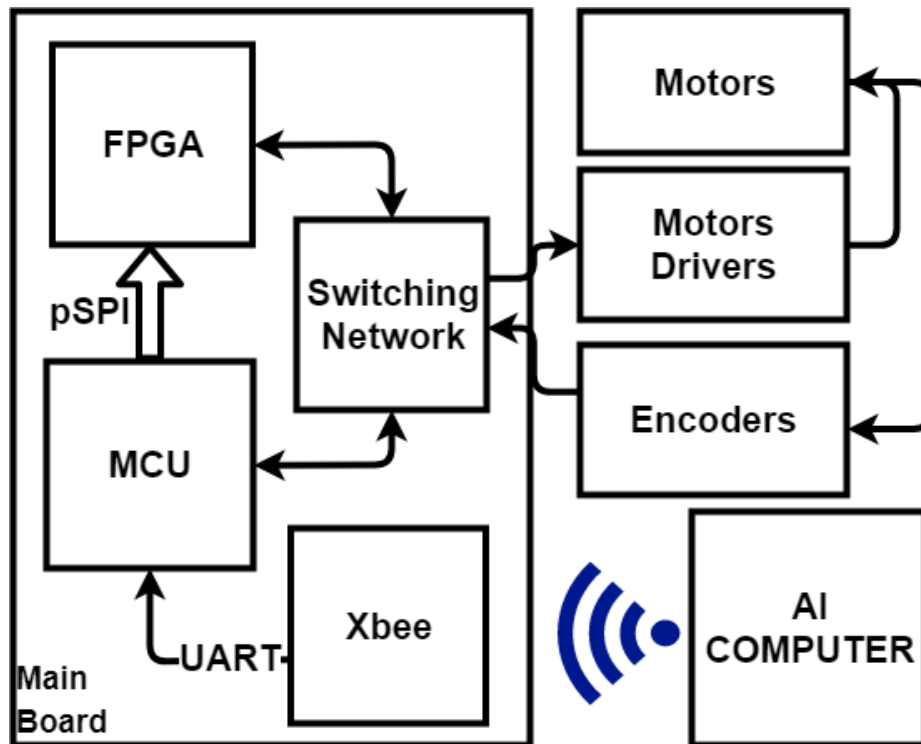 FPGA
pSPI
MCU
Switching
Network
UART
Xbee
Main
Board
Motors
Motors
Drivers
Encoders
AI
COMPUTER